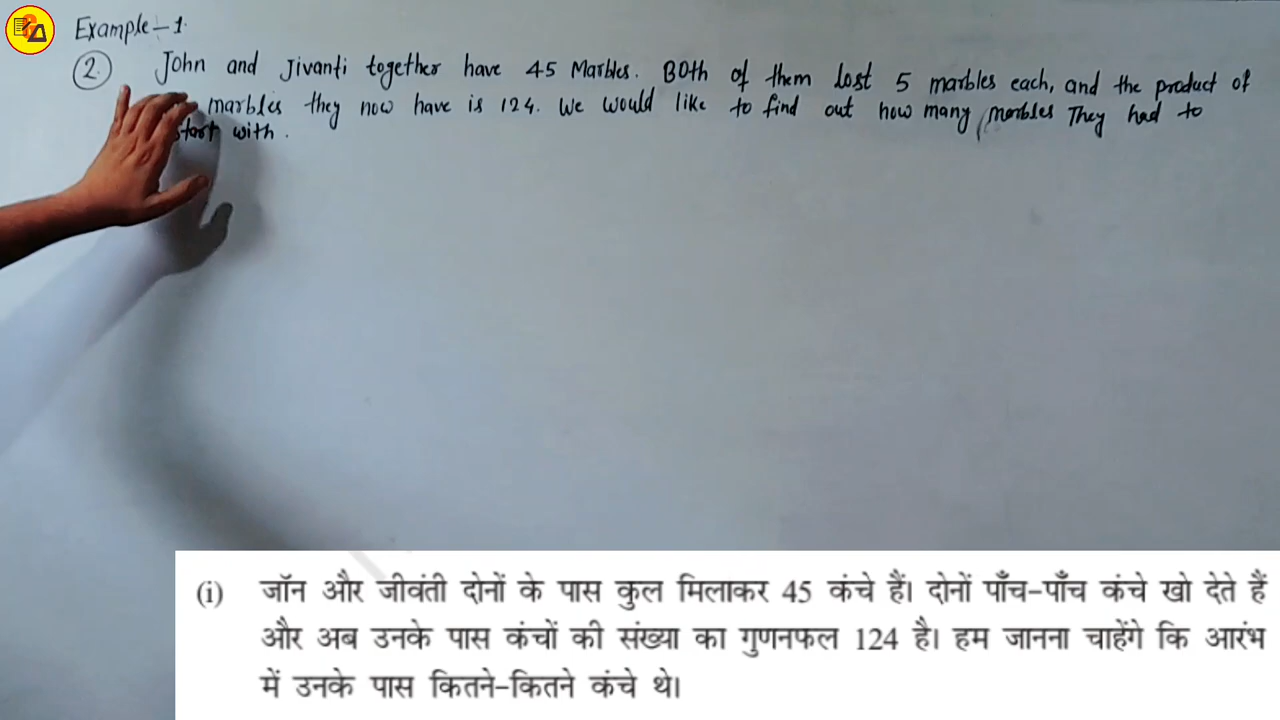 Example-1.
2. John and Jivanti together have 45 Marbles. Both of them lost 5 marbles each, and the product of
marbles they now have is 124. We would like to find out how many marbles They had to
start with.
(i) जॉन और जीवंती दोनों के पास कुल मिलाकर 45 कंचे हैं। दोनों पाँच-पाँच कंचे खो देते हैं
और अब उनके पास कंचों की संख्या का गुणनफल 124 है। हम जानना चाहेंगे कि आरंभ
में उनके पास कितने-कितने कंचे थे।